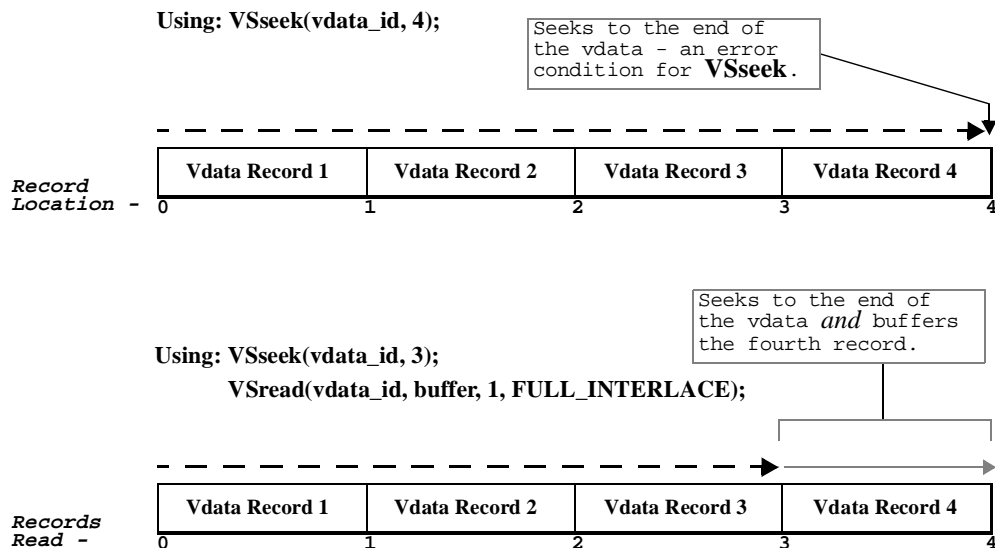 Using: VSseek(vdata_id, 4);
Seeks to the end of
the vdata - an error
condition for VSseek.
Vdata Record 1 Vdata Record 2 Vdata Record 3 Vdata Record 4
Record
Location - 0 1 2 3 4
Seeks to the end of
the vdata and buffers
the fourth record.
Using: VSseek(vdata_id, 3);
VSread(vdata_id, buffer, 1, FULL_INTERLACE);
Vdata Record 1 Vdata Record 2 Vdata Record 3 Vdata Record 4
Records
Read - 0 1 2 3 4